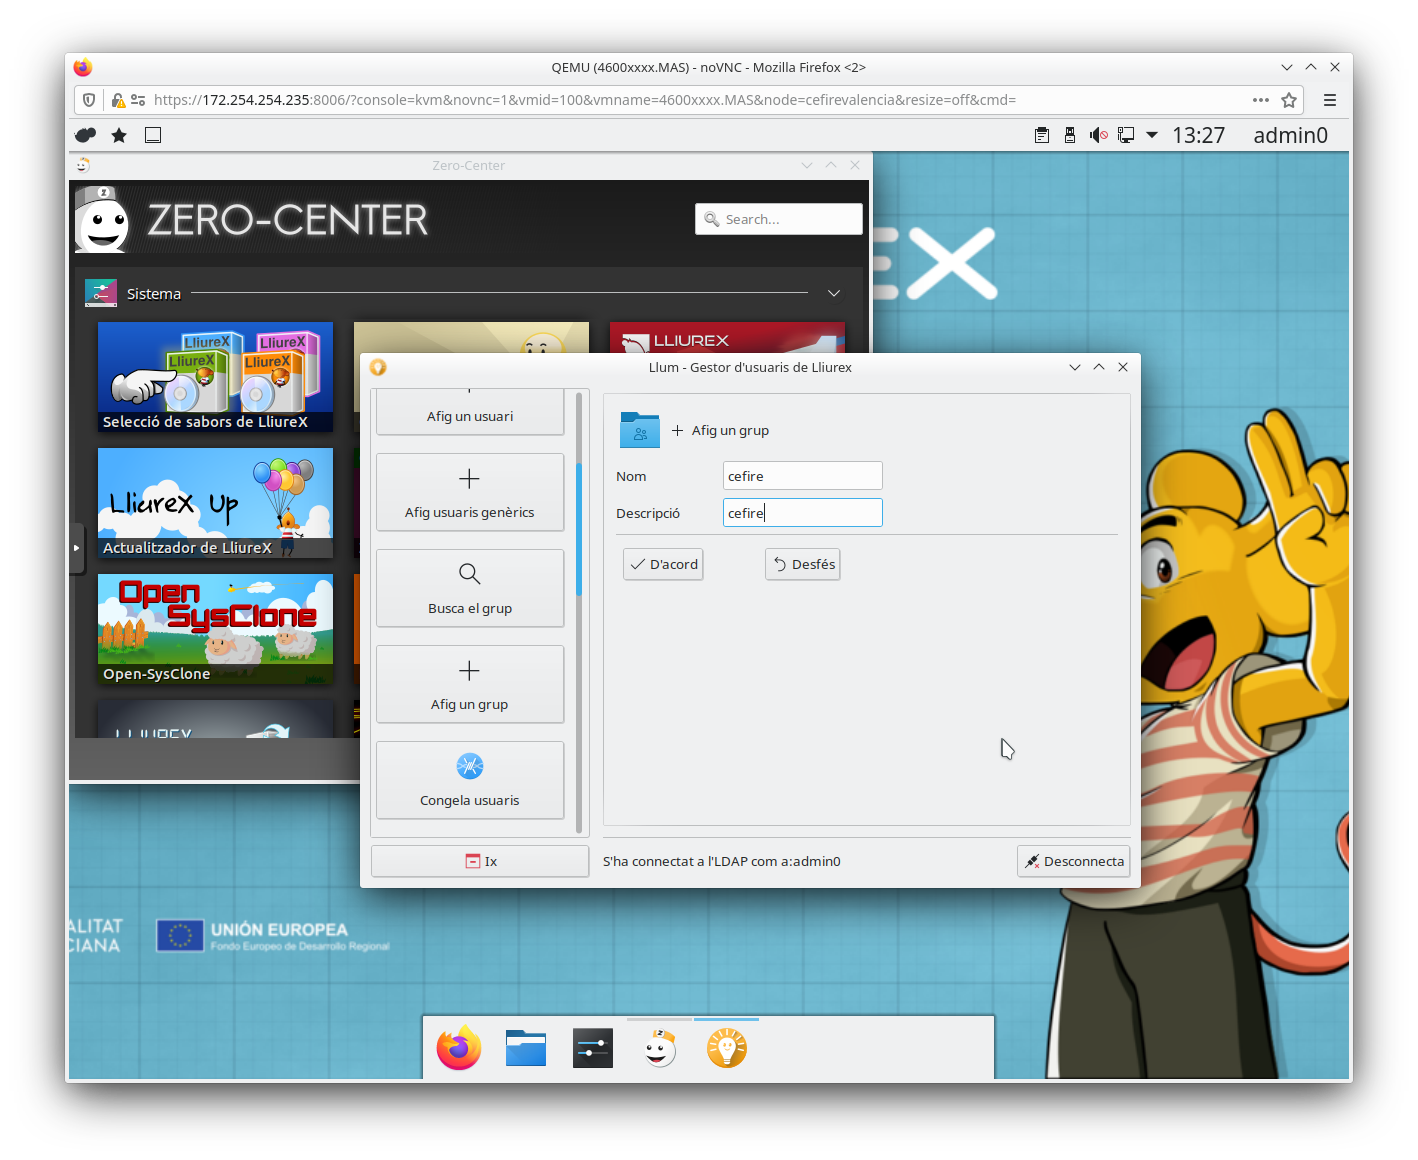 QEMU (4600xxxx.MAS) - noVNC - Mozilla Firefox <2>
https://172.254.254.235:8006/?console=kvm&novnc=1&vmid=100&vmname=4600xxxx.MAS&node=cefirevalencia&resize=off&cmd=
13:27 admin0
Zero-Center
ZERO-CENTER
Search...
EX
Sistema
LliureX LliureX
LliureX LliureX
Selecció de sabors de LliureX
LLIUREX
LliureX Up
Actualitzador de LliureX
Open
SysClone
Open-SysClone
LLIUREX
Llum - Gestor d'usuaris de Lliurex
Afig un usuari
Afig usuaris genèrics
Busca el grup
Afig un grup
Congela usuaris
Ix
Afig un grup
Nom cefire
Descripció cefire
D'acord Desfés
S'ha connectat a l'LDAP com a:admin0
Desconnecta
ALITAT
CIANA
UNIÓN EUROPEA
Fondo Europeo de Desarrollo Regional